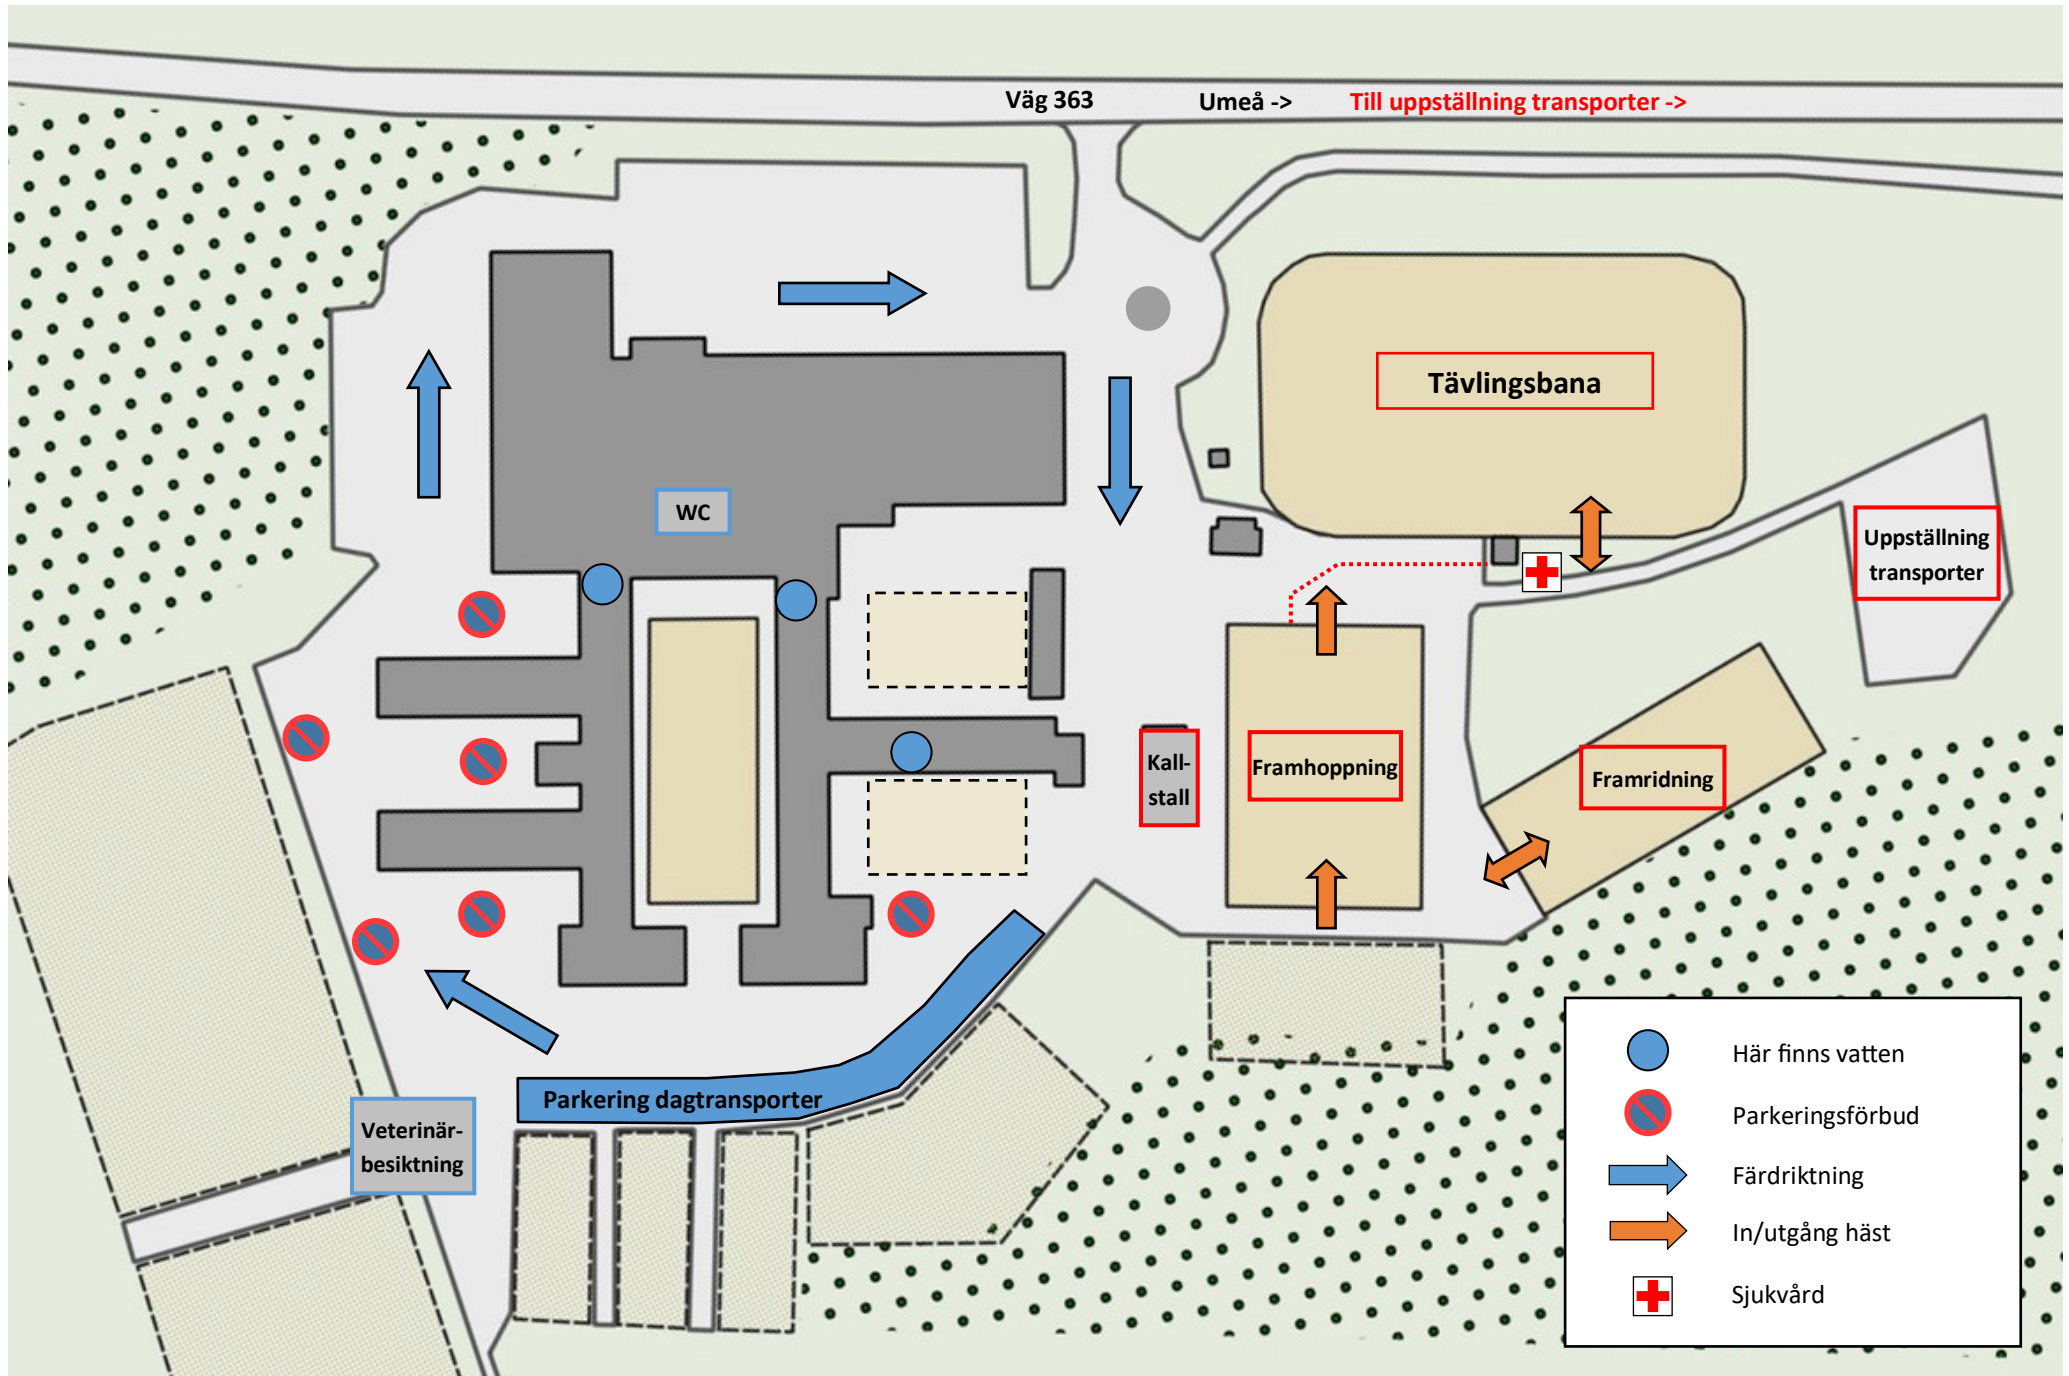 Väg 363
Umeå ->
Till uppställning transporter ->
Tävlingsbana
WC
Uppställning
transporter
Kall-
stall
Framhoppning
Framridning
Parkering dagtransporter
Veterinär-
besiktning
Här finns vatten
Parkeringsförbud
Färdriktning
In/utgång häst
Sjukvård